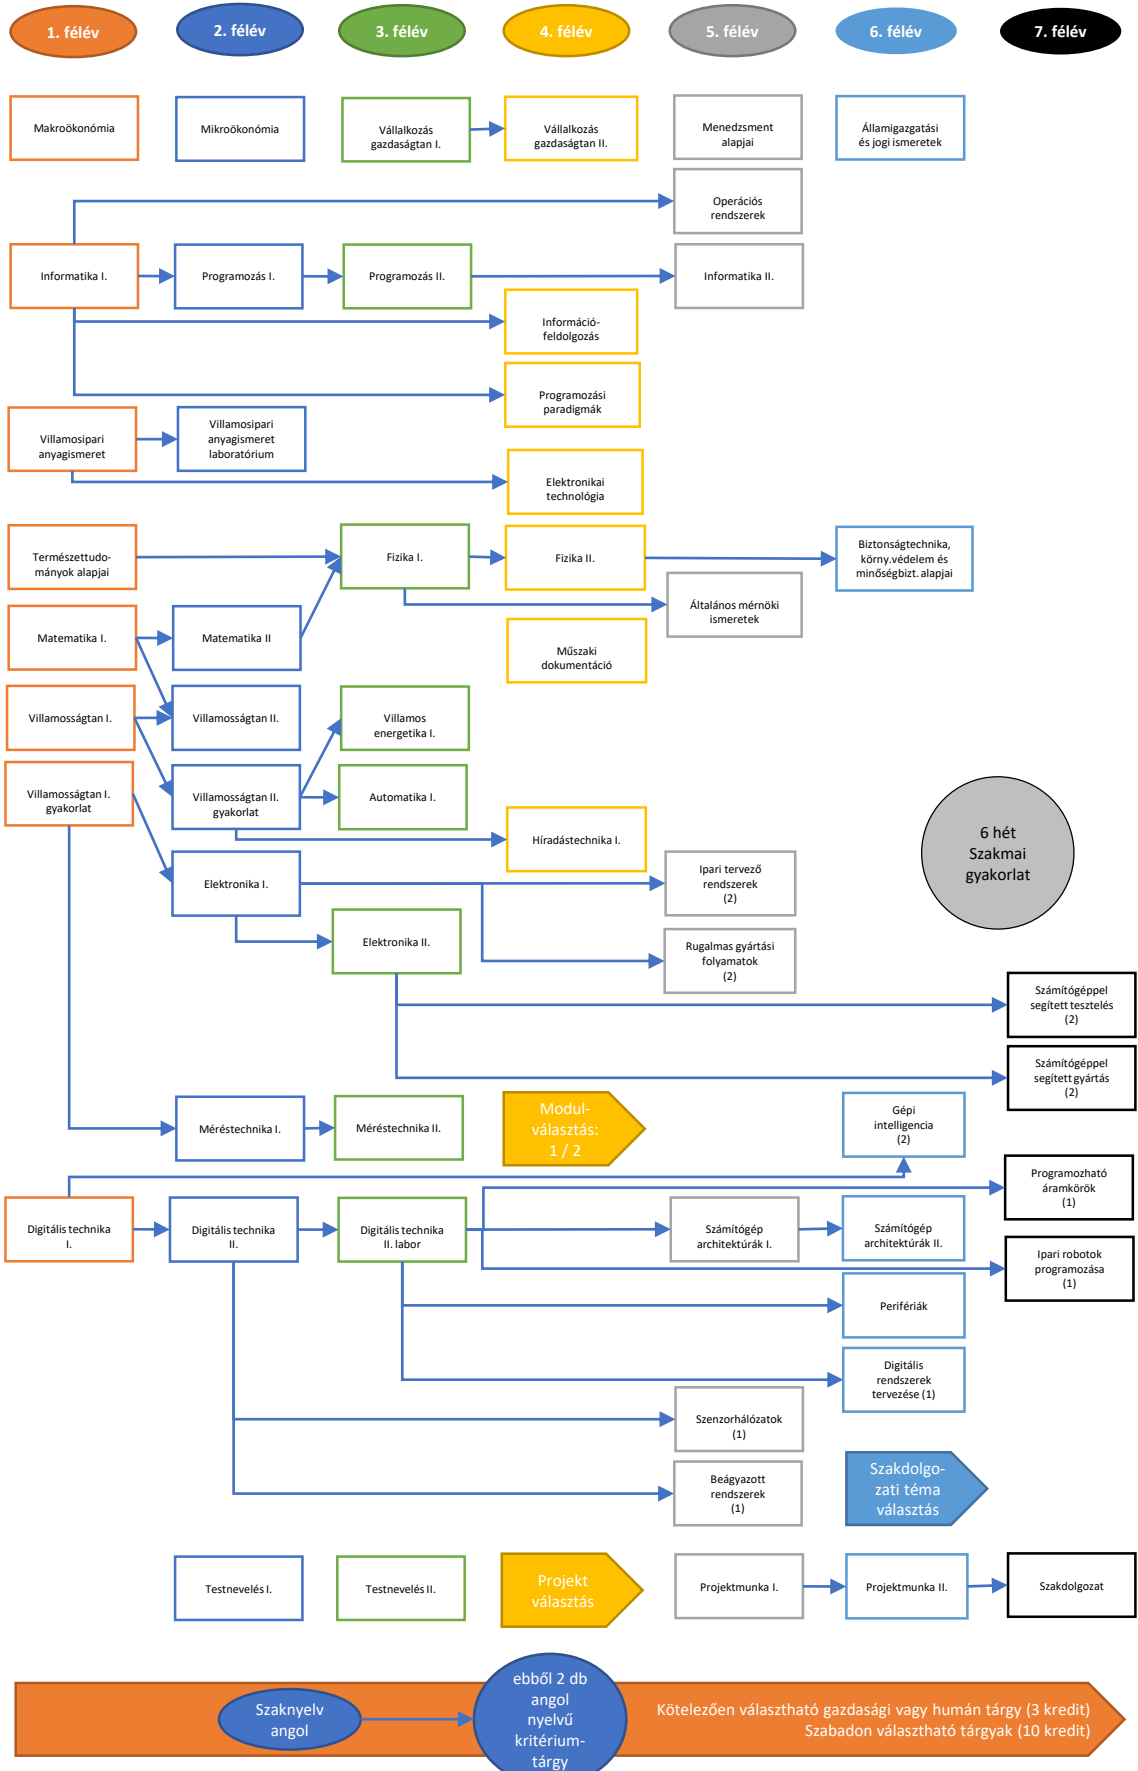 1. félév
2. félév
3. félév
4. félév
5. félév
6. félév
7. félév
Makroökonómia
Mikroökonómia
Vállalkozás
gazdaságtan I.
Vállalkozás
gazdaságtan II.
Menedzsment
alapjai
Államigazgatási
és jogi ismeretek
Operációs
rendszerek
Informatika I.
Programozás I.
Programozás II.
Informatika II.
Információ-
feldolgozás
Programozási
paradigmák
Villamosipari
anyagismeret
Villamosipari
anyagismeret
laboratórium
Elektronikai
technológia
Természettudo-
mányok alapjai
Fizika I.
Fizika II.
Biztonságtechnika,
körny.védelem és
minőségbizt. alapjai
Általános mérnöki
ismeretek
Matematika I.
Matematika II
Műszaki
dokumentáció
Villamosságtan I.
Villamosságtan II.
Villamos
energetika I.
Villamosságtan I.
gyakorlat
Villamosságtan II.
gyakorlat
Automatika I.
Híradástechnika I.
6 hét
Szakmai
gyakorlat
Elektronika I.
Ipari tervező
rendszerek
(2)
Elektronika II.
Rugalmas gyártási
folyamatok
(2)
Számítógéppel
segített tesztelés
(2)
Számítógéppel
segített gyártás
(2)
Méréstechnika I.
Méréstechnika II.
Modul-
választás:
1 / 2
Gépi
intelligencia
(2)
Programozható
áramkörök
(1)
Digitális technika
I.
Digitális technika
II.
Digitális technika
II. labor
Számítógép
architektúrák I.
Számítógép
architektúrák II.
Ipari robotok
programozása
(1)
Perifériák
Digitális
rendszerek
tervezése (1)
Szenzorhálózatok
(1)
Beágyazott
rendszerek
(1)
Szakdolgo-
zati téma
választás
Testnevelés I.
Testnevelés II.
Projekt
választás
Projektmunka I.
Projektmunka II.
Szakdolgozat
Szaknyelv
angol
ebből 2 db
angol
nyelvű
kritérium-
tárgy
Kötelezően választható gazdasági vagy humán tárgy (3 kredit)
Szabadon választható tárgyak (10 kredit)